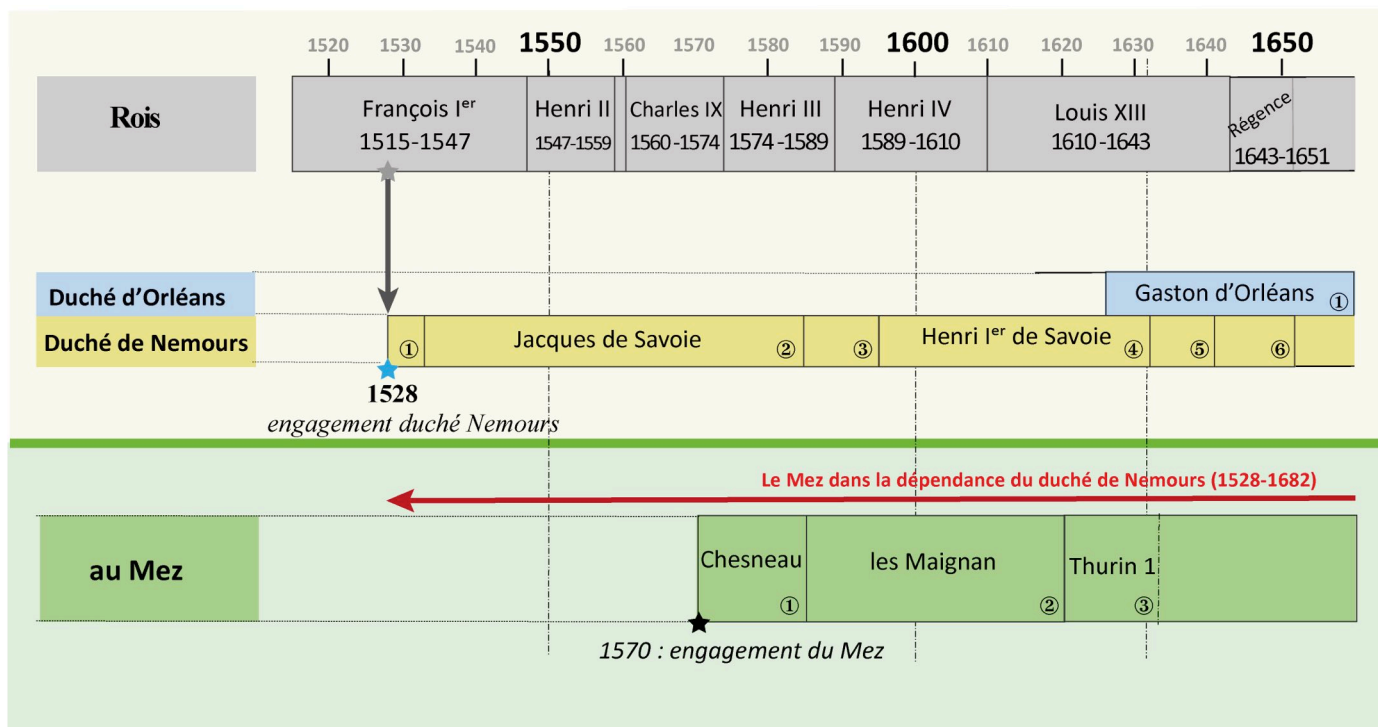 1520 1530 1540 1550 1560 1570 1580 1590 1600 1610 1620 1630 1640 1650
Rois
François Ier
1515-1547
Henri II
1547-1559
Charles IX
1560-1574
Henri III
1574-1589
Henri IV
1589-1610
Louis XIII
1610-1643
Régence
1643-1651
Duché d’Orléans
Gaston d’Orléans ①
Duché de Nemours
①
Jacques de Savoie ②
③
Henri Ier de Savoie ④
⑤
⑥
1528
engagement duché Nemours
Le Mez dans la dépendance du duché de Nemours (1528-1682)
au Mez
Chesneau
①
les Maignan
②
Thurin 1
③
1570 : engagement du Mez